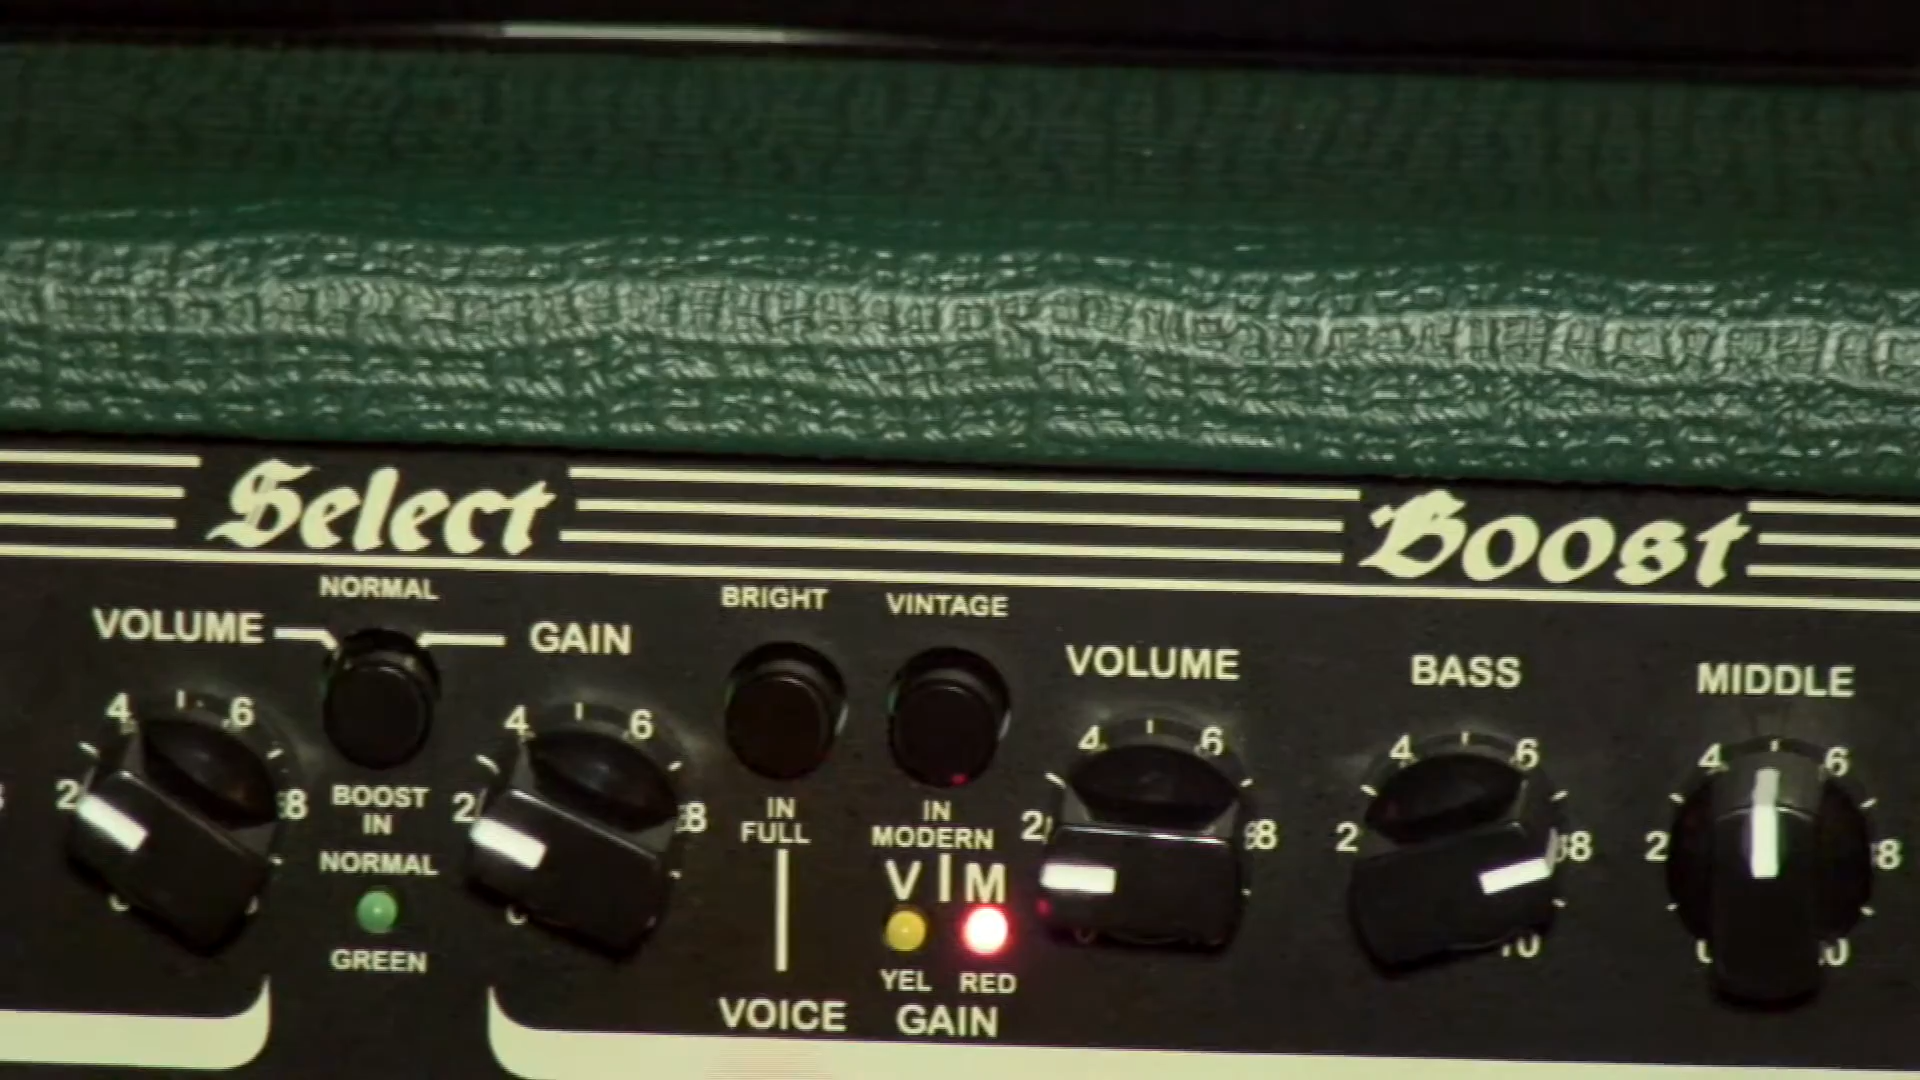 Select
Boost
NORMAL
BRIGHT
VINTAGE
VOLUME
GAIN
VOLUME
BASS
MIDDLE
4 6
4 6
4 6
4 6
4 6
2 8
2 8
2 8
2 8
2 8
BOOST
IN
NORMAL
GREEN
IN
FULL
VOICE
IN
MODERN
V M
YEL RED
GAIN
10